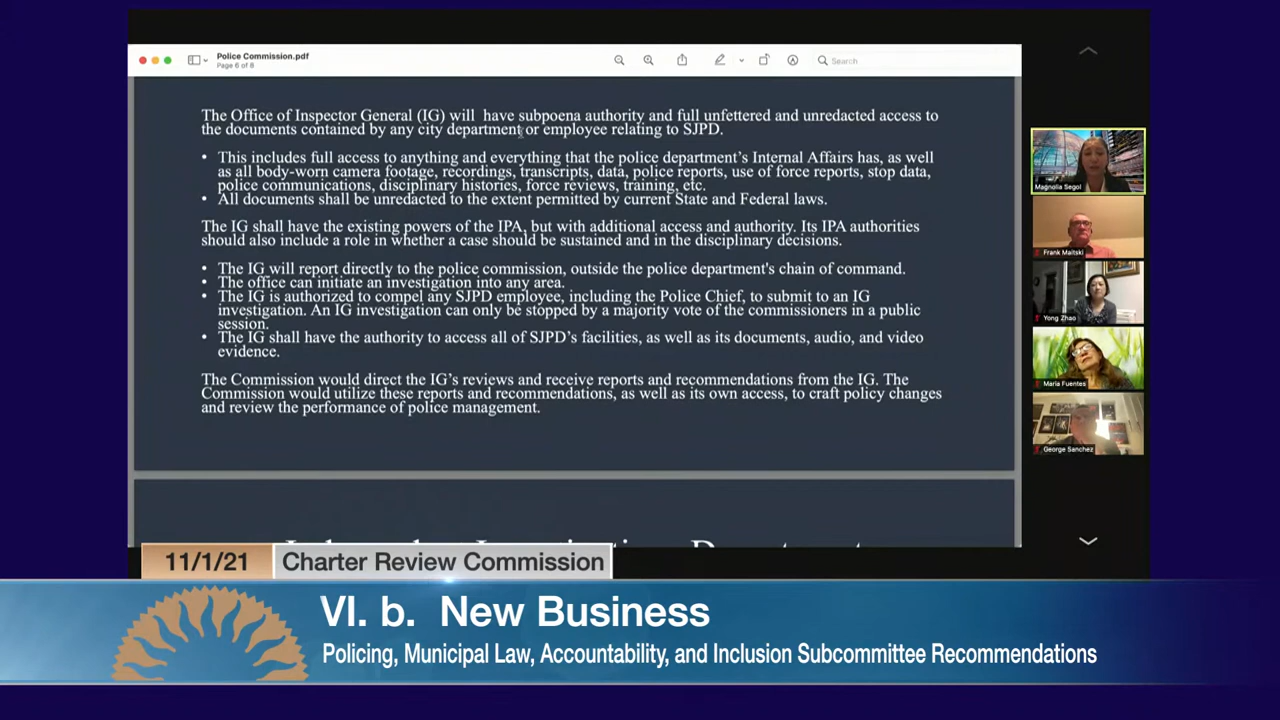 Police Commission.pdf
Page 6 of 8
Search
The Office of Inspector General (IG) will have subpoena authority and full unfettered and unredacted access to
the documents contained by any city department or employee relating to SJPD.
• This includes full access to anything and everything that the police department's Internal Affairs has, as well
as all body-worn camera footage, recordings, transcripts, data, police reports, use of force reports, stop data,
police communications, disciplinary histories, force reviews, training, etc.
• All documents shall be unredacted to the extent permitted by current State and Federal laws.
The IG shall have the existing powers of the IPA, but with additional access and authority. Its IPA authorities
should also include a role in whether a case should be sustained and in the disciplinary decisions.
• The IG will report directly to the police commission, outside the police department's chain of command.
• The office can initiate an investigation into any area.
• The IG is authorized to compel any SJPD employee, including the Police Chief, to submit to an IG
investigation. An IG investigation can only be stopped by a majority vote of the commissioners in a public
session.
• The IG shall have the authority to access all of SJPD's facilities, as well as its documents, audio, and video
evidence.
The Commission would direct the IG's reviews and receive reports and recommendations from the IG. The
Commission would utilize these reports and recommendations, as well as its own access, to craft policy changes
and review the performance of police management.
Magnolia Segol
Frank Maitski
Yong Zhao
Maria Fuentes
George Sanchez
11/1/21
Charter Review Commission
VI. b. New Business
Policing, Municipal Law, Accountability, and Inclusion Subcommittee Recommendations